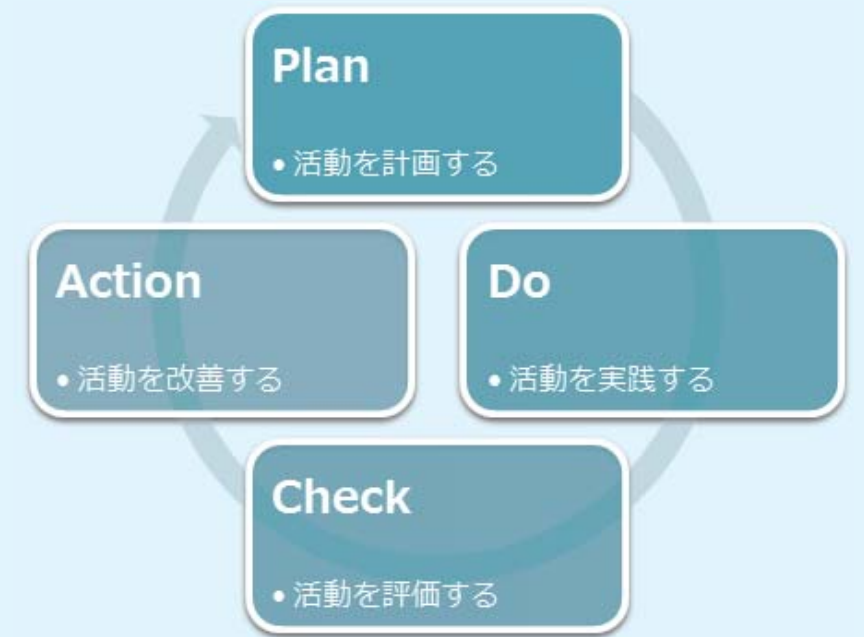 Plan
• 活動を計画する
Do
• 活動を実践する
Check
• 活動を評価する
Action
• 活動を改善する